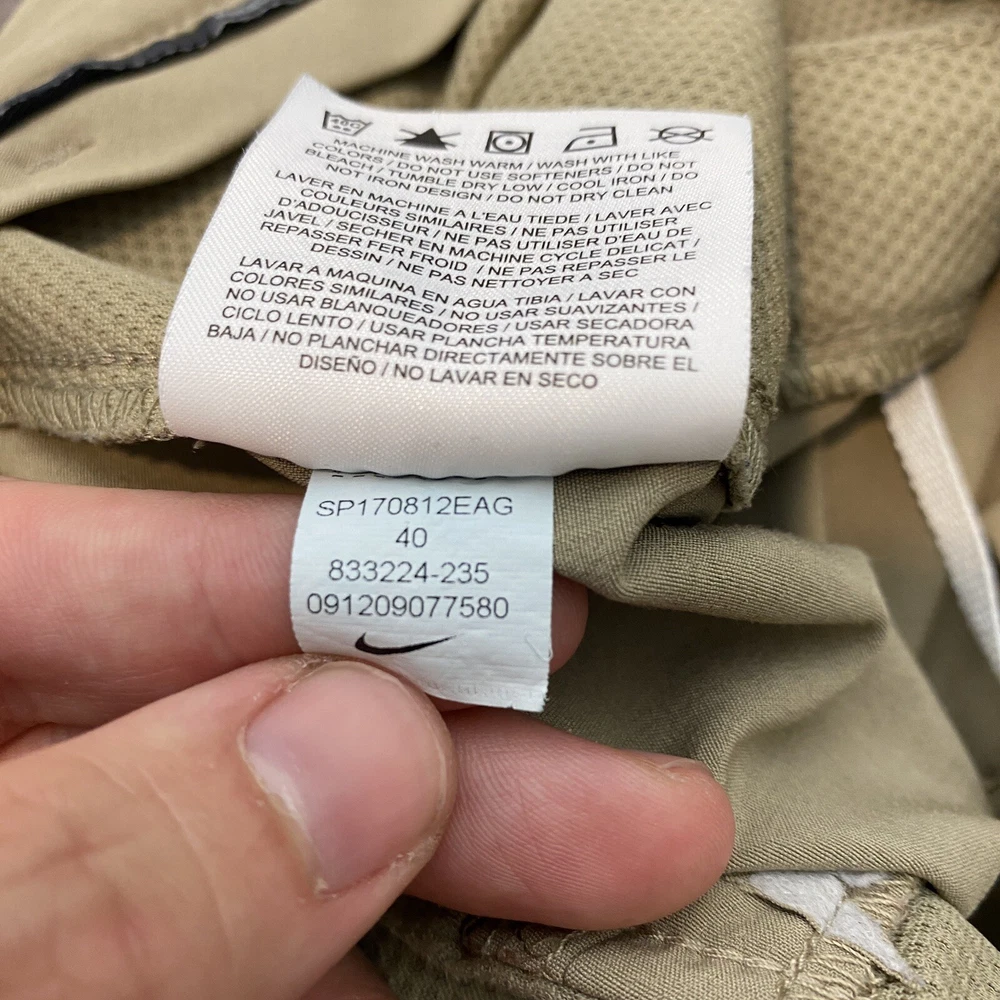 40C
MACHINE WASH WARM / WASH WITH LIKE
COLORS / DO NOT USE SOFTENERS / DO NOT
BLEACH / TUMBLE DRY LOW / COOL IRON / DO
NOT IRON DESIGN / DO NOT DRY CLEAN
LAVER EN MACHINE A L'EAU TIEDE / LAVER AVEC
COULEURS SIMILAIRES / NE PAS UTILISER
D'ADOUCISSEUR / NE PAS UTILISER D'EAU DE
JAVEL / SECHER EN MACHINE CYCLE DELICAT /
REPASSER FER FROID / NE PAS REPASSER LE
DESSIN / NE PAS NETTOYER A SEC
LAVAR A MAQUINA EN AGUA TIBIA / LAVAR CON
COLORES SIMILARES / NO USAR SUAVIZANTES /
NO USAR BLANQUEADORES / USAR SECADORA
CICLO LENTO / USAR PLANCHA TEMPERATURA
BAJA / NO PLANCHAR DIRECTAMENTE SOBRE EL
DISEÑO / NO LAVAR EN SECO
SP170812EAG
40
833224-235
091209077580